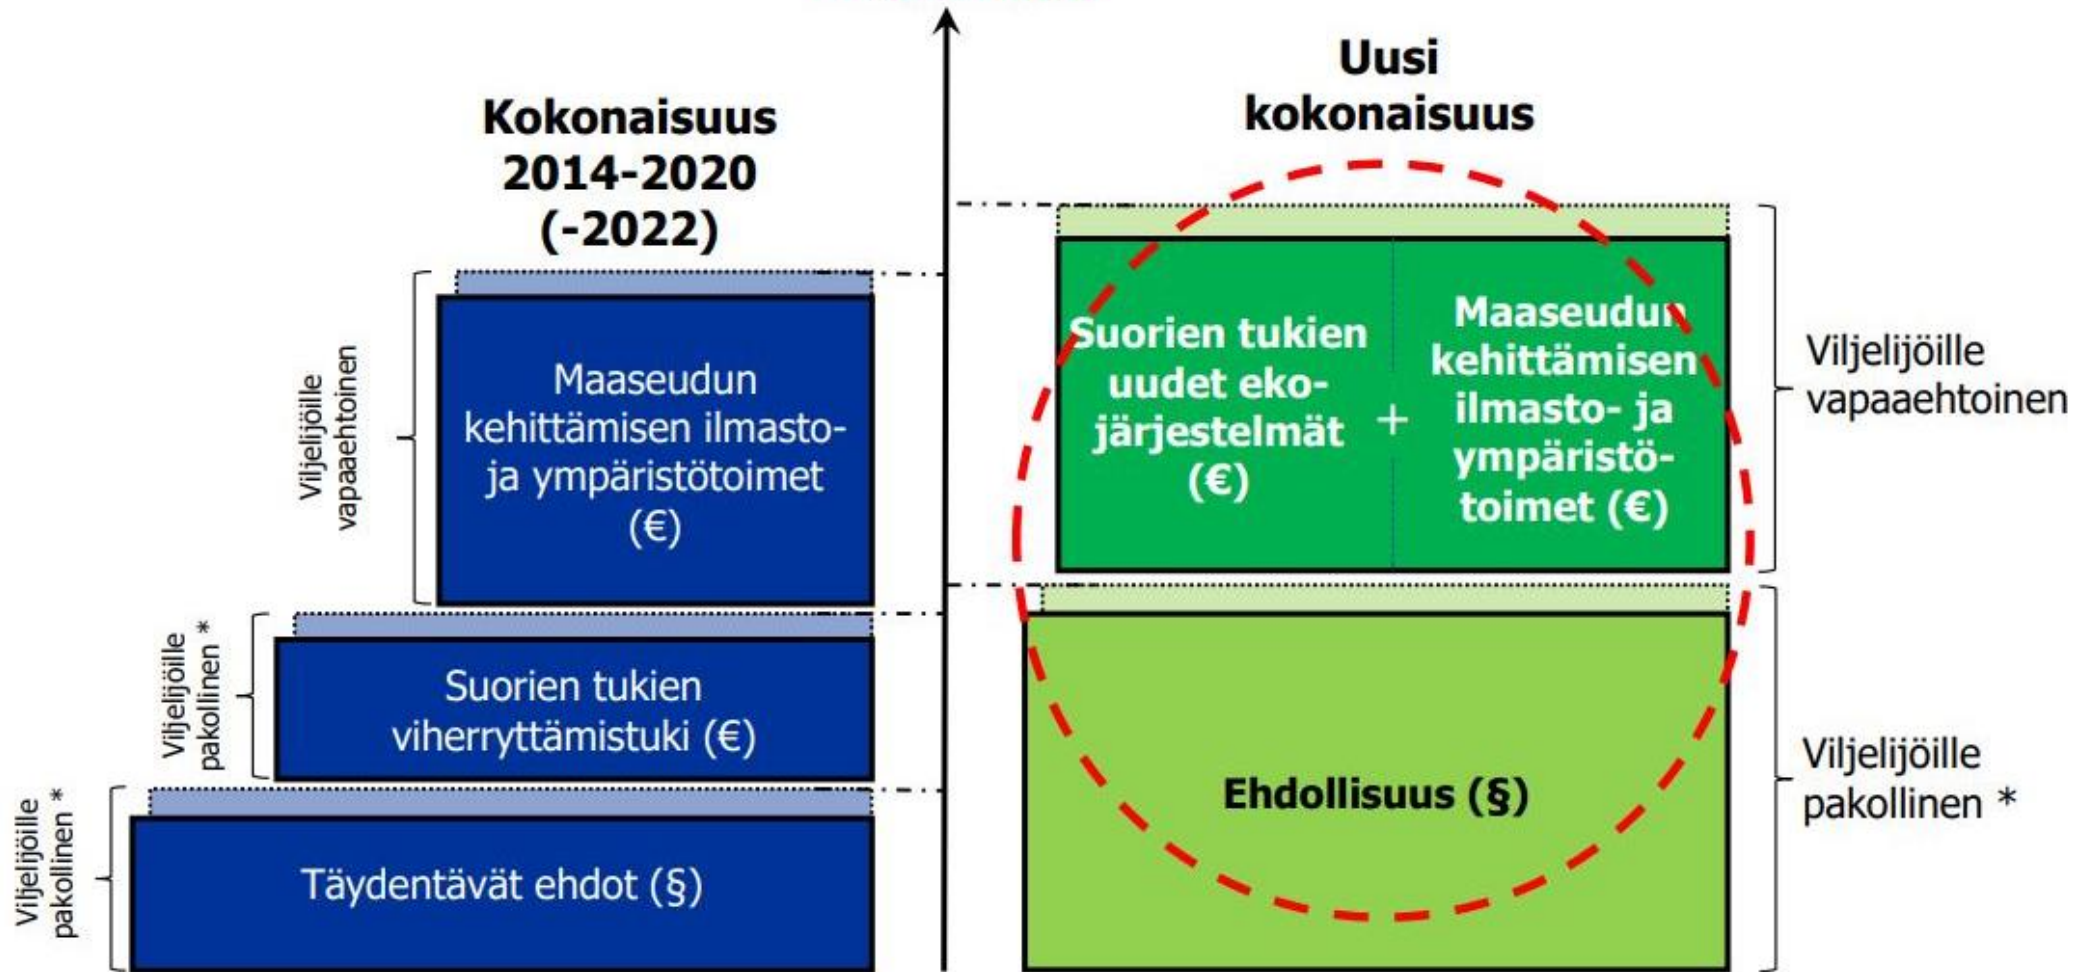 Kokonaisuus
2014-2020
(-2022)
Viljelijöille
vapaaehtoinen
Maaseudun
kehittämisen ilmasto-
ja ympäristötoimet
(€)
Viljelijöille
pakollinen *
Suorien tukien
viherryttämistuki (€)
Viljelijöille
pakollinen *
Täydentävät ehdot (§)
Uusi
kokonaisuus
Suorien tukien
uudet eko-
järjestelmät
(€)
+
Maaseudun
kehittämisen
ilmasto- ja
ympäristö-
toimet (€)
Viljelijöille
vapaaehtoinen
Ehdollisuus (§)
Viljelijöille
pakollinen *